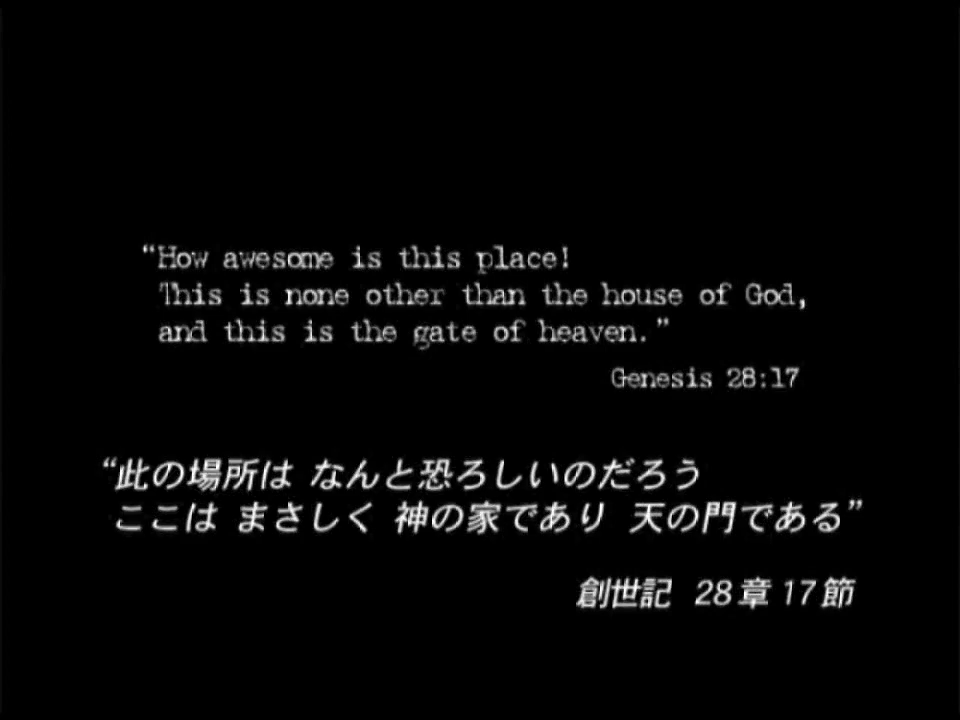 “How awesome is this place!
This is none other than the house of God,
and this is the gate of heaven.”
Genesis 28:17
“此の場所は なんと恐ろしいのだろう
ここは まさしく 神の家であり 天の門である”
創世記 28章17節